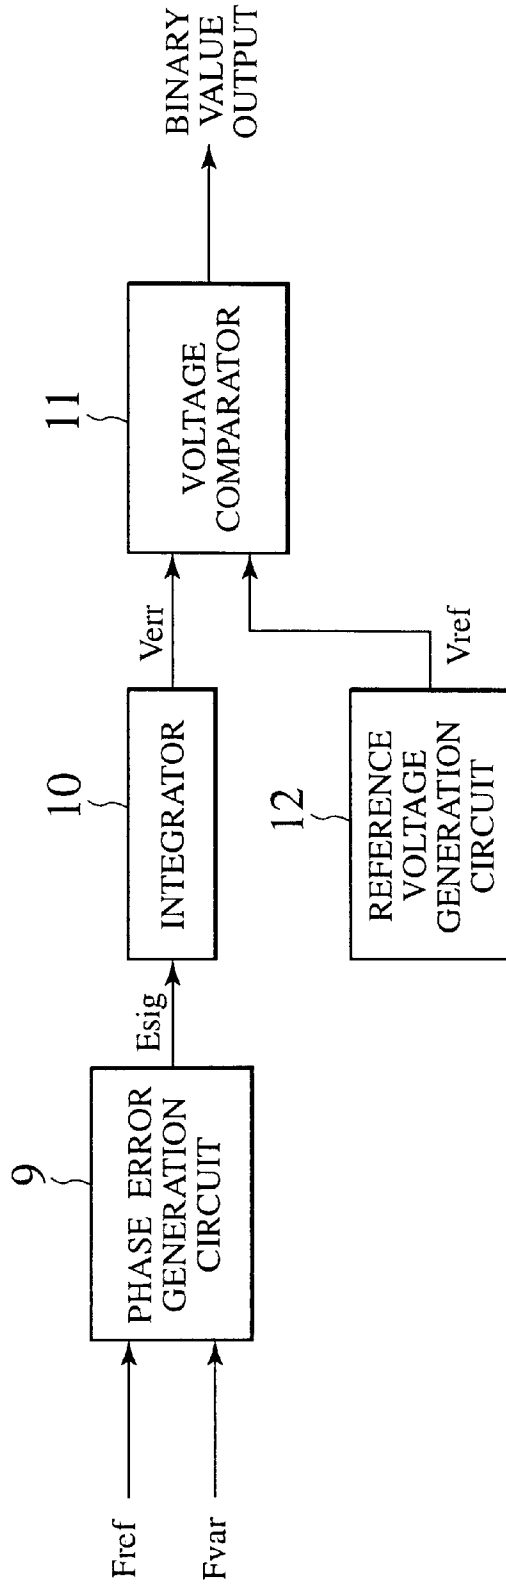 Fref
Fvar
9
PHASE ERROR
GENERATION
CIRCUIT
Esig
10
INTEGRATOR
Verr
12
REFERENCE
VOLTAGE
GENERATION
CIRCUIT
Vref
11
VOLTAGE
COMPARATOR
BINARY
VALUE
OUTPUT